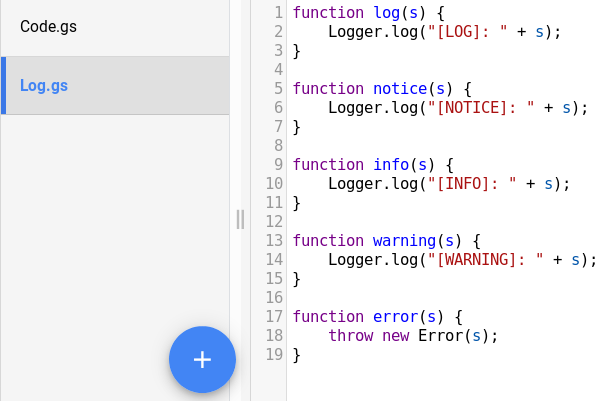 Code.gs
Log.gs
+
1 function log(s) {
2     Logger.log("[LOG]: " + s);
3 }
4
5 function notice(s) {
6     Logger.log("[NOTICE]: " + s);
7 }
8
9 function info(s) {
10     Logger.log("[INFO]: " + s);
11 }
12
13 function warning(s) {
14     Logger.log("[WARNING]: " + s);
15 }
16
17 function error(s) {
18     throw new Error(s);
19 }